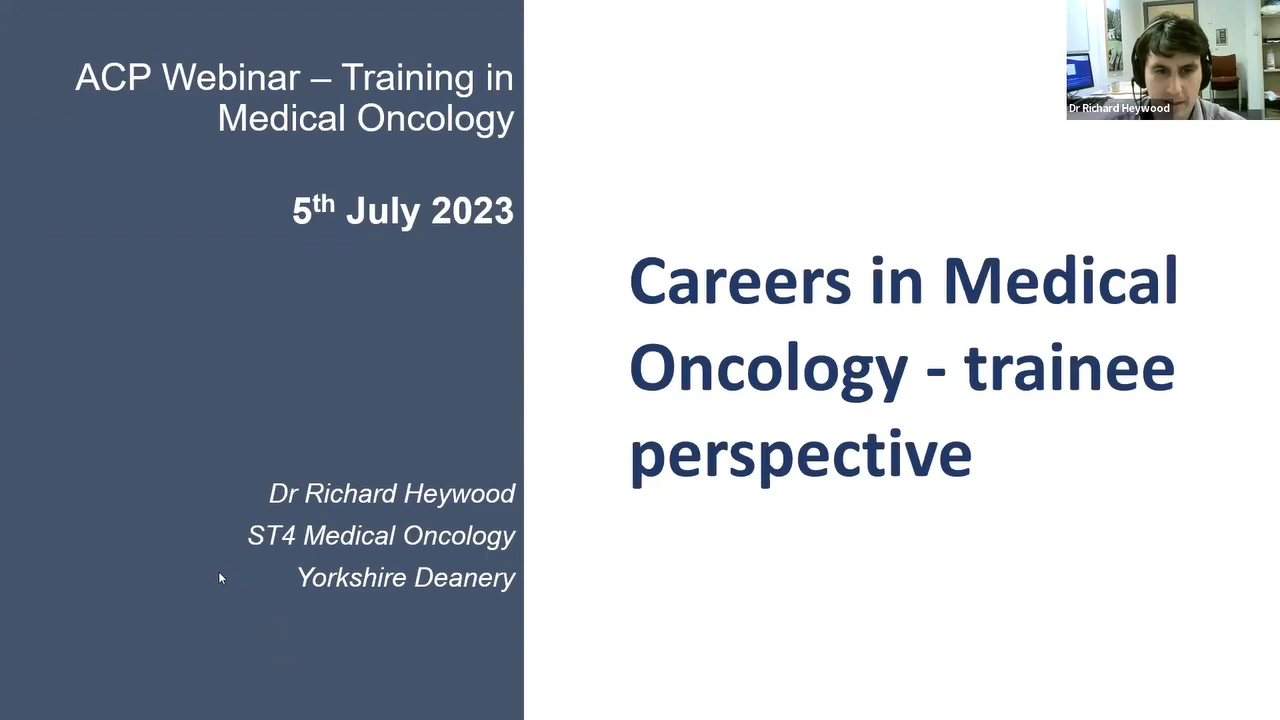 ACP Webinar – Training in
Medical Oncology
5th July 2023
Dr Richard Heywood
ST4 Medical Oncology
Yorkshire Deanery
Careers in Medical
Oncology - trainee
perspective
Dr Richard Heywood